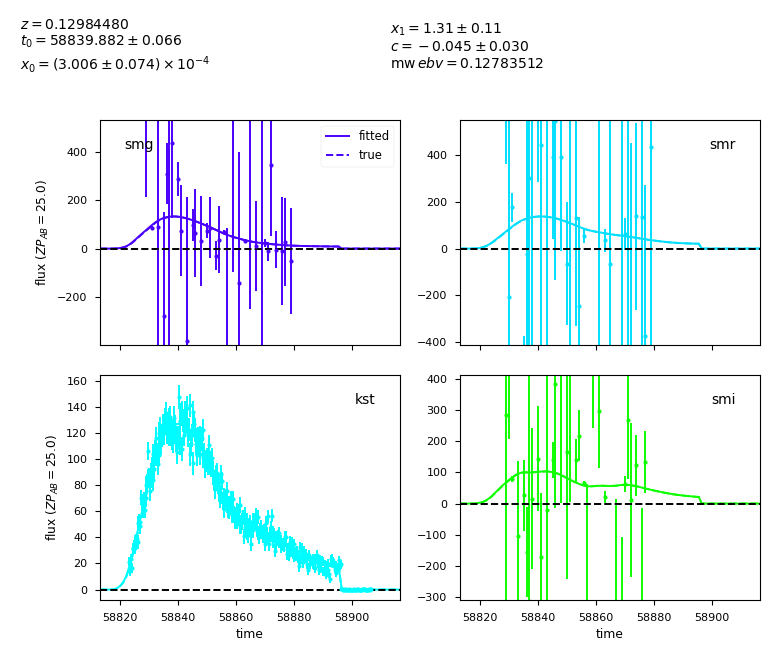 z = 0.12984480
t₀ = 58839.882 ± 0.066
x₀ = (3.006 ± 0.074) × 10⁻⁴
x₁ = 1.31 ± 0.11
c = −0.045 ± 0.030
mw ebv = 0.12783512
smg
fitted
true
400
200
0
−200
flux (ZP_AB = 25.0)
smr
400
200
0
−200
−400
kst
160
140
120
100
80
60
40
20
0
flux (ZP_AB = 25.0)
58820 58840 58860 58880 58900
time
smi
400
300
200
100
0
−100
−200
−300
58820 58840 58860 58880 58900
time